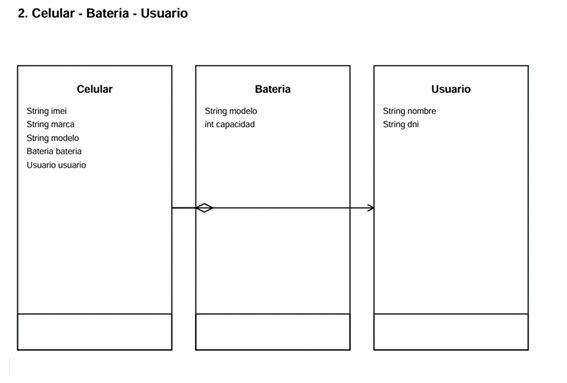 2. Celular - Bateria - Usuario
Celular
String imei
String marca
String modelo
Bateria bateria
Usuario usuario
Bateria
String modelo
int capacidad
Usuario
String nombre
String dni